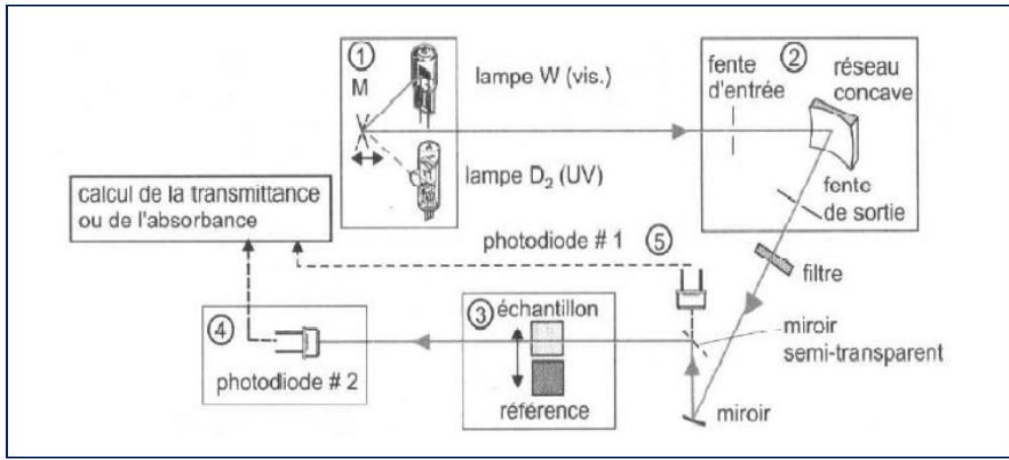 ①
M
lampe W (vis.)
lampe D₂ (UV)
fente
d'entrée
②
réseau
concave
fente
de sortie
filtre
calcul de la transmittance
ou de l'absorbance
photodiode # 1
⑤
④
photodiode # 2
③ échantillon
référence
miroir
semi-transparent
miroir